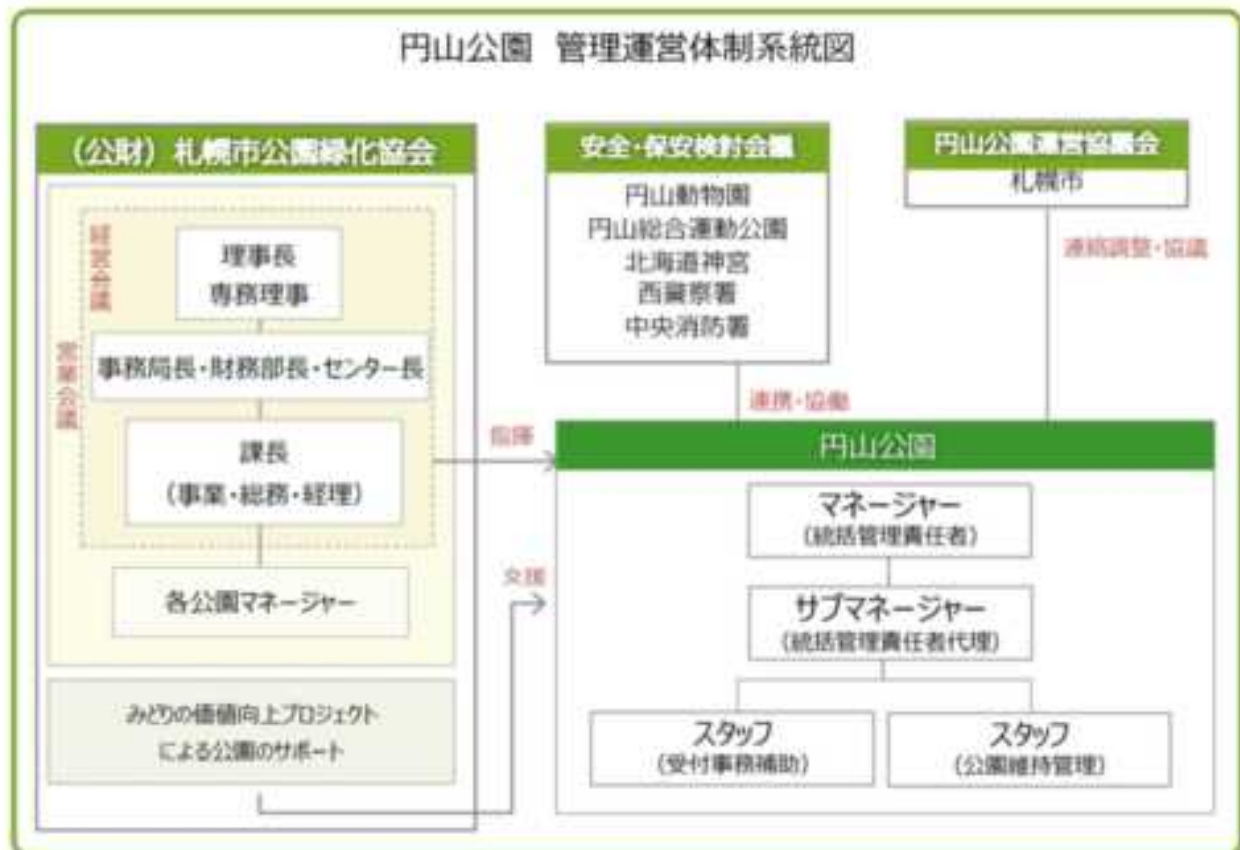 円山公園 管理運営体制系統図
(公財)札幌市公園緑化協会
経営会議
理事長
専務理事
営業会議
事務局長・財務部長・センター長
課長
(事業・総務・経理)
各公園マネージャー
みどりの価値向上プロジェクト
による公園のサポート
指揮
支援
安全・保安検討会議
円山動物園
円山総合運動公園
北海道神宮
西警察署
中央消防署
連携・協働
円山公園運営協議会
札幌市
連絡調整・協議
円山公園
マネージャー
(統括管理責任者)
サブマネージャー
(統括管理責任者代理)
スタッフ
(受付事務補助)
スタッフ
(公園維持管理)